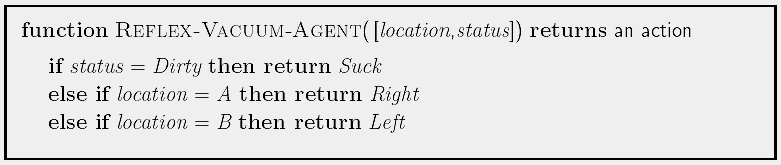 function REFLEX-VACUUM-AGENT( [location,status]) returns an action
if status = Dirty then return Suck
else if location = A then return Right
else if location = B then return Left